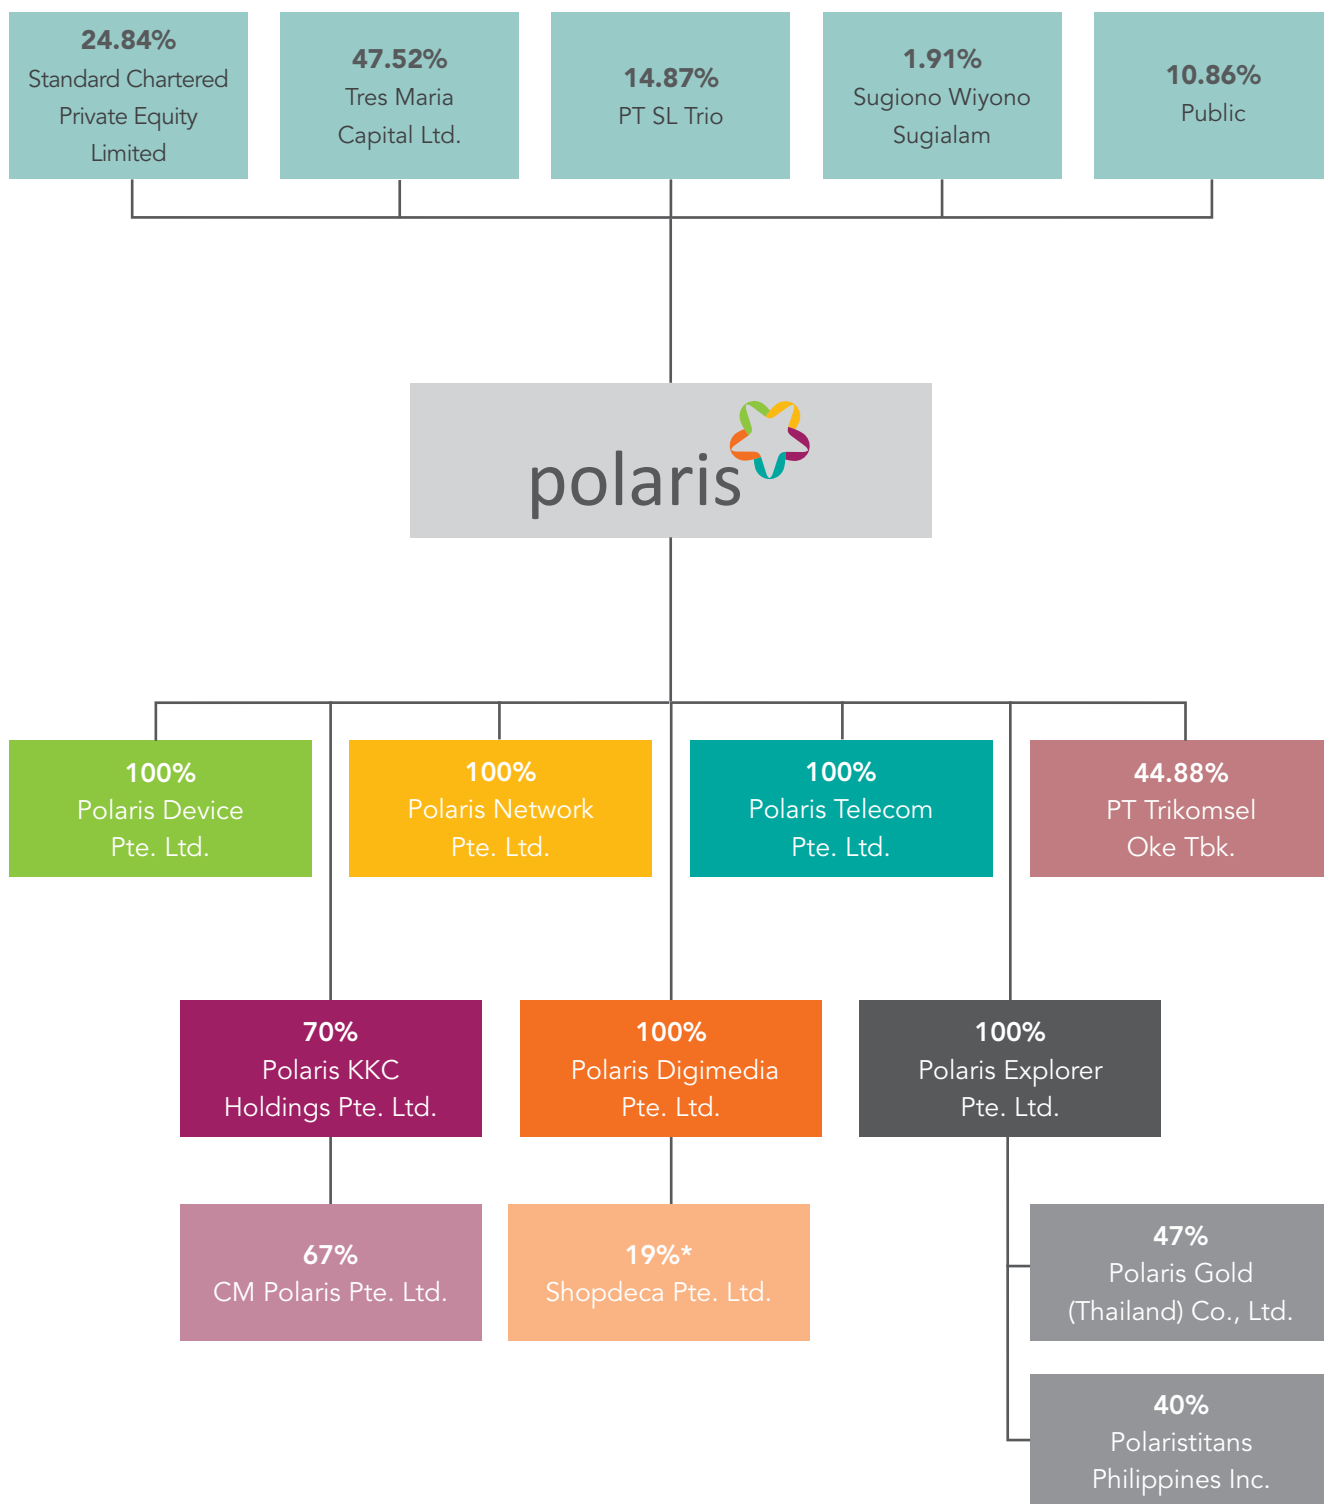 24.84%
Standard Chartered
Private Equity
Limited
47.52%
Tres Maria
Capital Ltd.
14.87%
PT SL Trio
1.91%
Sugiono Wiyono
Sugialam
10.86%
Public
polaris
100%
Polaris Device
Pte. Ltd.
100%
Polaris Network
Pte. Ltd.
100%
Polaris Telecom
Pte. Ltd.
44.88%
PT Trikomsel
Oke Tbk.
70%
Polaris KKC
Holdings Pte. Ltd.
100%
Polaris Digimedia
Pte. Ltd.
100%
Polaris Explorer
Pte. Ltd.
67%
CM Polaris Pte. Ltd.
19%*
Shopdeca Pte. Ltd.
47%
Polaris Gold
(Thailand) Co., Ltd.
40%
Polaristitans
Philippines Inc.